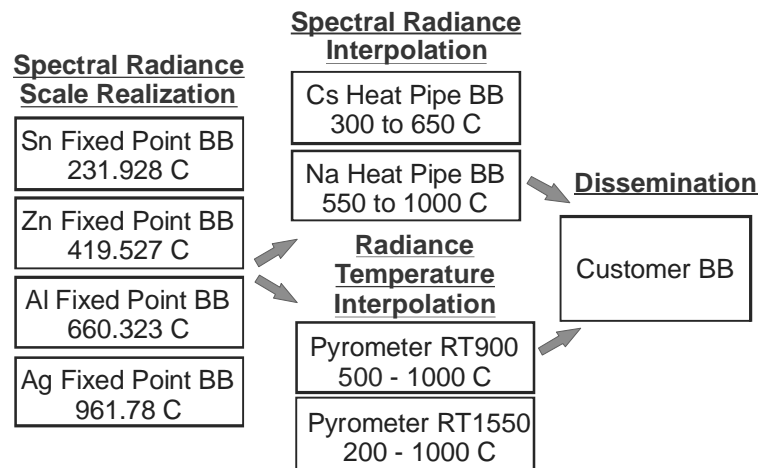 Spectral Radiance
Scale Realization
Sn Fixed Point BB
231.928 C
Zn Fixed Point BB
419.527 C
Al Fixed Point BB
660.323 C
Ag Fixed Point BB
961.78 C
Spectral Radiance
Interpolation
Cs Heat Pipe BB
300 to 650 C
Na Heat Pipe BB
550 to 1000 C
Radiance
Temperature
Interpolation
Pyrometer RT900
500 - 1000 C
Pyrometer RT1550
200 - 1000 C
Dissemination
Customer BB